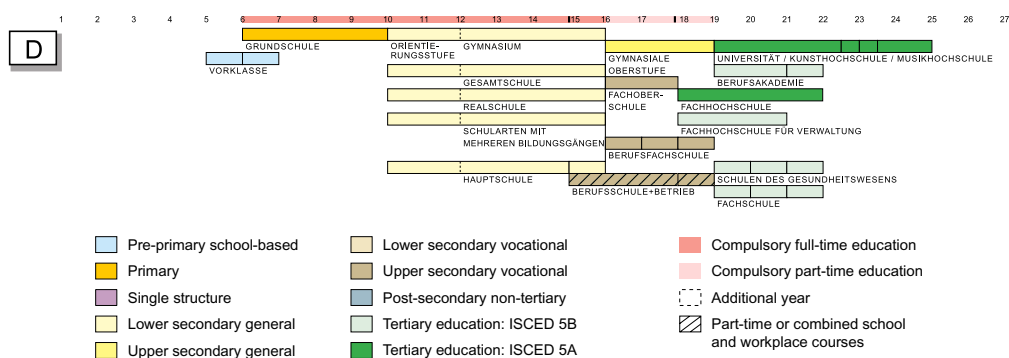 1 2 3 4 5 6 7 8 9 10 11 12 13 14 15 16 17 18 19 20 21 22 23 24 25 26 27
D
GRUNDSCHULE
ORIENTIE-
RUNGSSTUFE
GYMNASIUM
GYMNASIALE
OBERSTUFE
UNIVERSITÄT / KUNSTHOCHSCHULE / MUSIKHOCHSCHULE
VORKLASSE
GESAMTSCHULE
BERUFSAKADEMIE
REALSCHULE
FACHOBER-
SCHULE
FACHHOCHSCHULE
SCHULARTEN MIT
MEHREREN BILDUNGSGÄNGEN
FACHHOCHSCHULE FÜR VERWALTUNG
BERUFSFACHSCHULE
HAUPTSCHULE
SCHULEN DES GESUNDHEITSWESENS
BERUFSSCHULE+BETRIEB
FACHSCHULE
Pre-primary school-based
Primary
Single structure
Lower secondary general
Upper secondary general
Lower secondary vocational
Upper secondary vocational
Post-secondary non-tertiary
Tertiary education: ISCED 5B
Tertiary education: ISCED 5A
Compulsory full-time education
Compulsory part-time education
Additional year
Part-time or combined school
and workplace courses